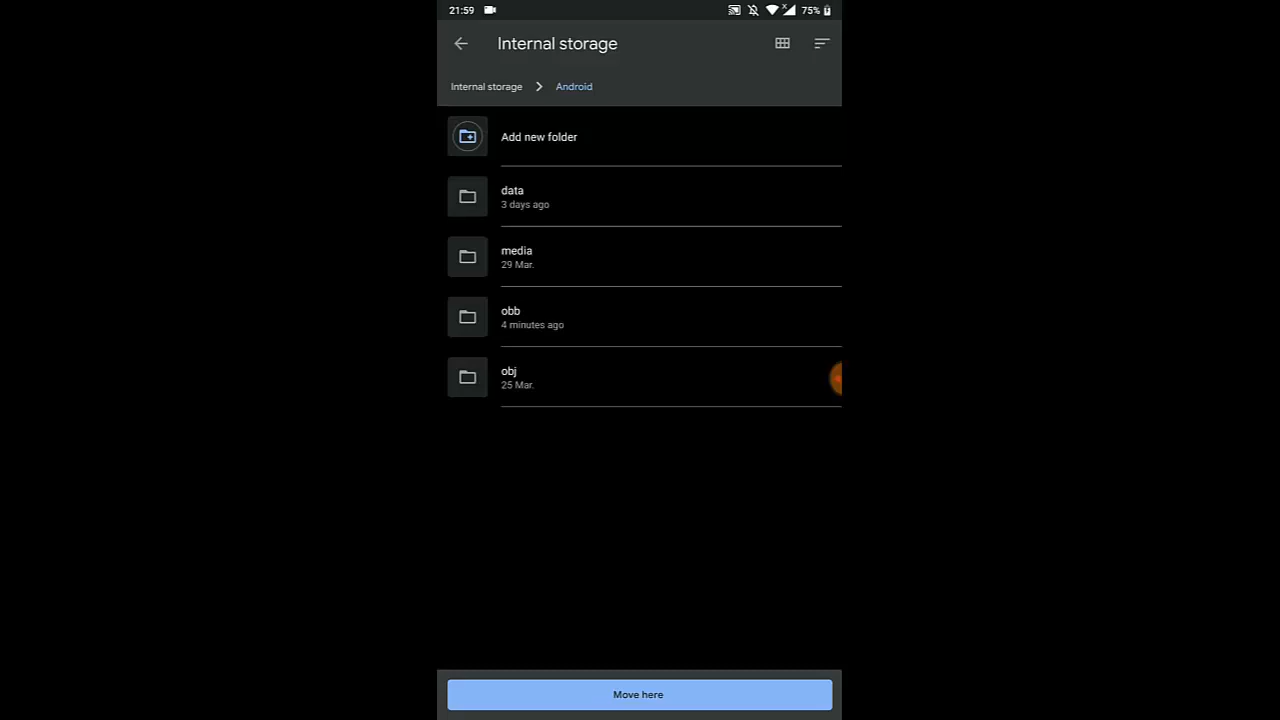 21:59
75%
Internal storage
Internal storage
Android
Add new folder
data
3 days ago
media
29 Mar.
obb
4 minutes ago
obj
25 Mar.
Move here